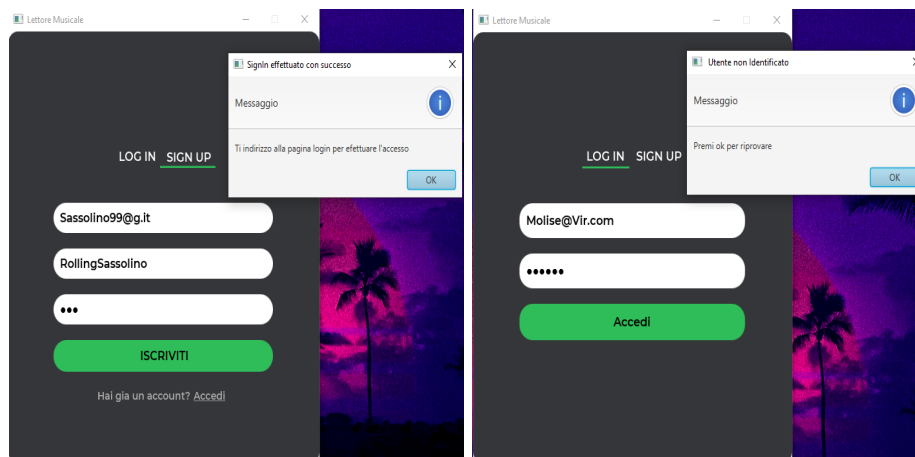 Lettore Musicale
SignIn effettuato con successo
Messaggio
Ti indirizzo alla pagina login per efettuare l'accesso
OK
LOG IN SIGN UP
Sassolino99@g.it
RollingSassolino
ISCRIVITI
Hai gia un account? Accedi
Lettore Musicale
Utente non Identificato
Messaggio
Premi ok per riprovare
OK
LOG IN SIGN UP
Molise@Vir.com
Accedi